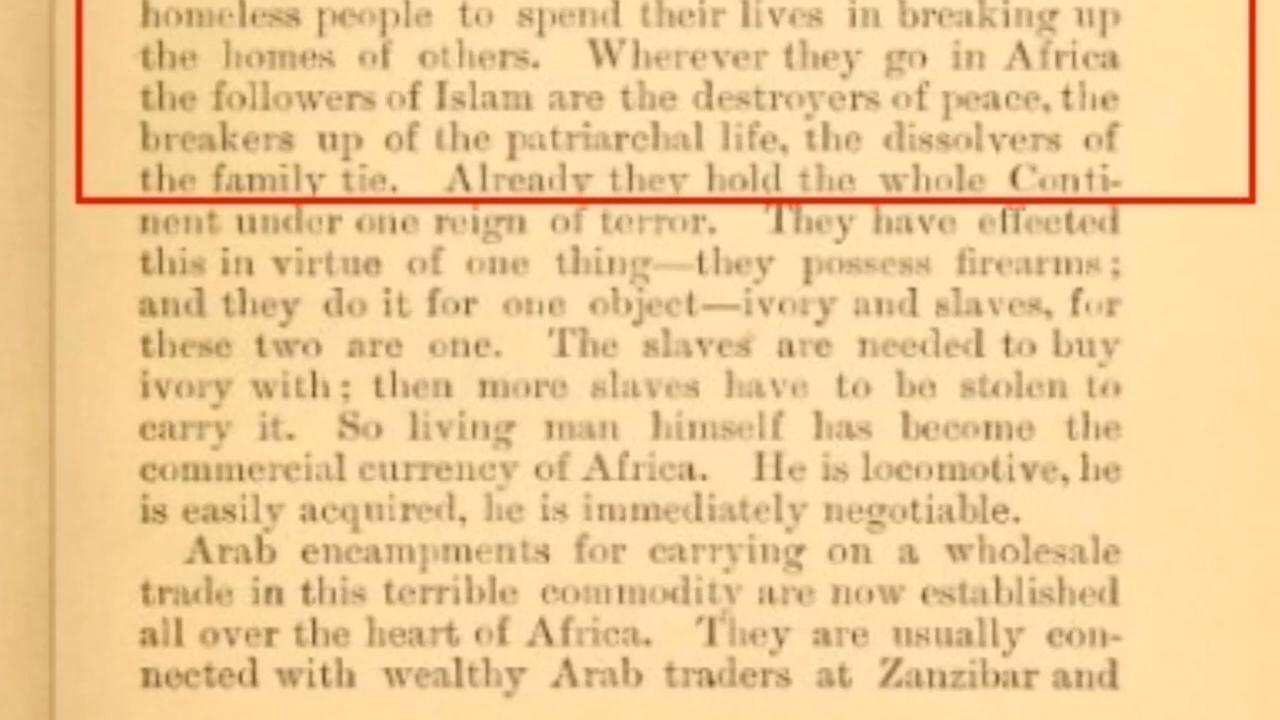 homeless people to spend their lives in breaking up
the homes of others. Wherever they go in Africa
the followers of Islam are the destroyers of peace, the
breakers up of the patriarchal life, the dissolvers of
the family tie. Already they hold the whole Conti-
nent under one reign of terror. They have effected
this in virtue of one thing—they possess firearms;
and they do it for one object—ivory and slaves, for
these two are one. The slaves are needed to buy
ivory with; then more slaves have to be stolen to
carry it. So living man himself has become the
commercial currency of Africa. He is locomotive, he
is easily acquired, he is immediately negotiable.
Arab encampments for carrying on a wholesale
trade in this terrible commodity are now established
all over the heart of Africa. They are usually con-
nected with wealthy Arab traders at Zanzibar and